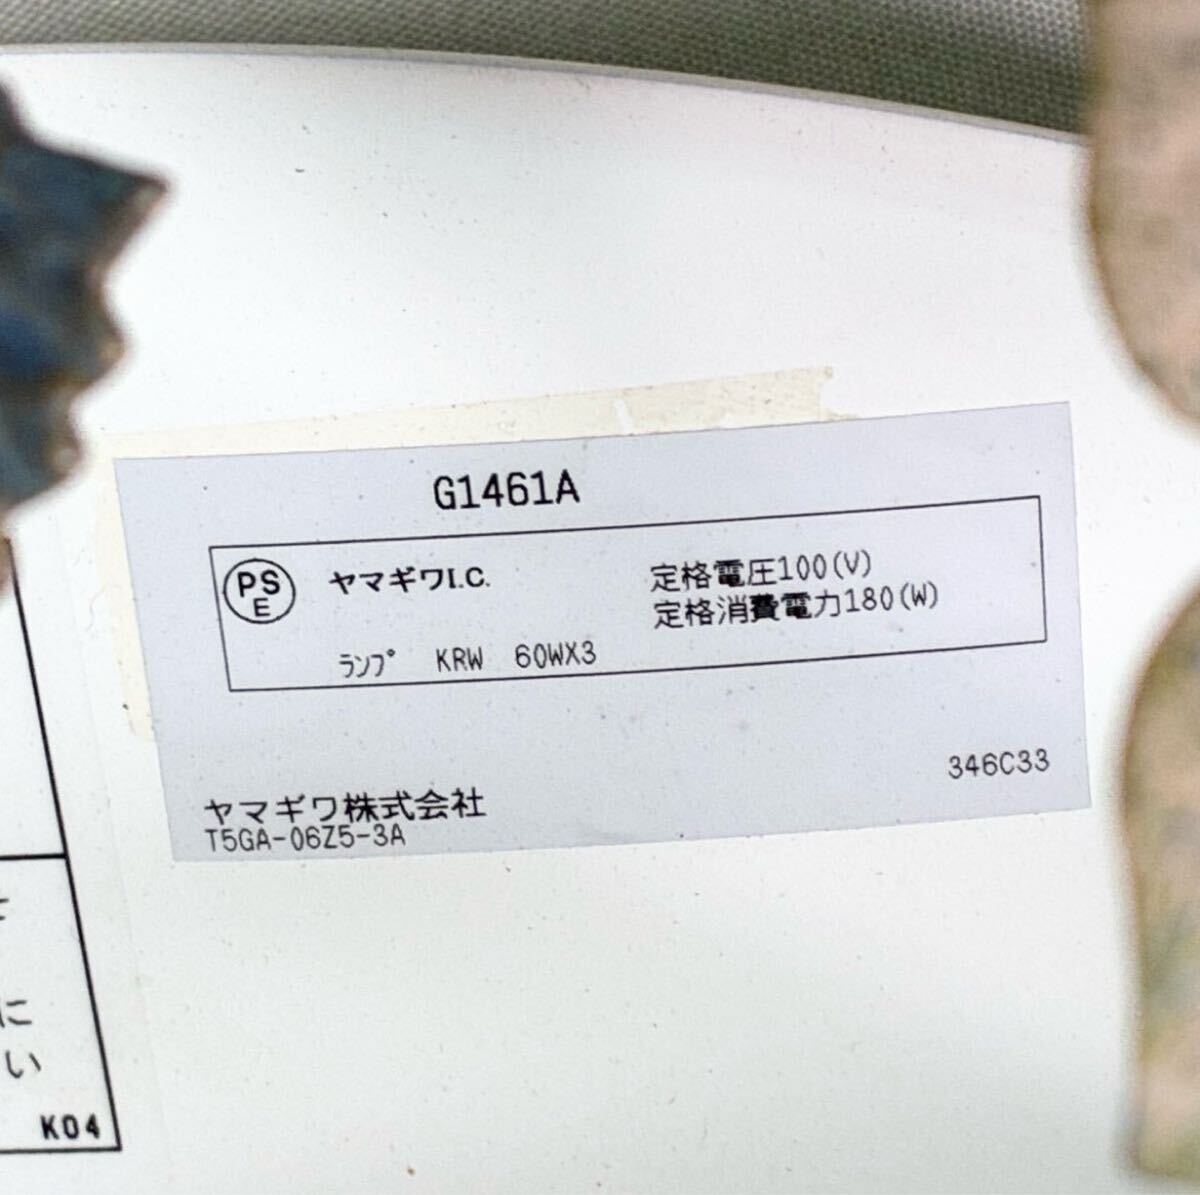 G1461A
PS
E
ヤマギワI.C.
定格電圧100(V)
定格消費電力180(W)
ﾗﾝﾌﾟ KRW 60WX3
346C33
ヤマギワ株式会社
T5GA-06Z5-3A
に
い
K04